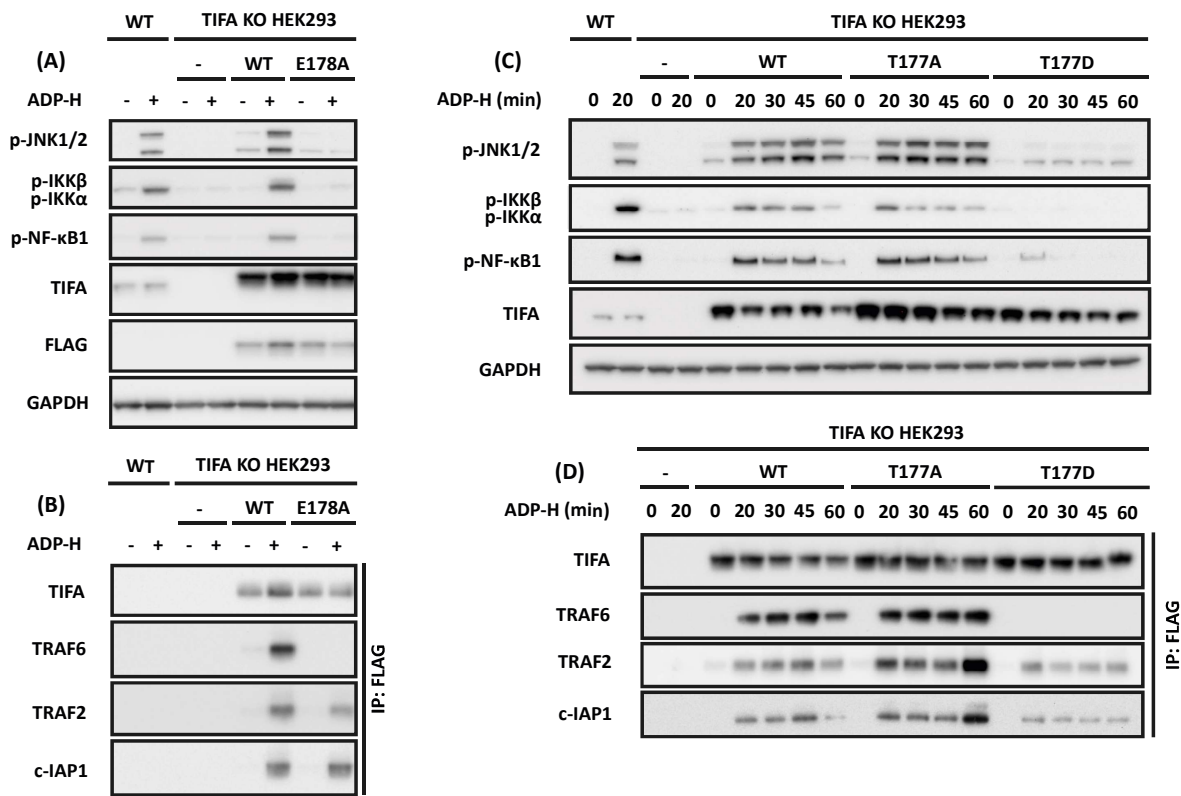 WT TIFA KO HEK293
(A) - WT E178A
ADP-H - + - + - + - +
p-JNK1/2
p-IKKβ
p-IKKα
p-NF-κB1
TIFA
FLAG
GAPDH
WT TIFA KO HEK293
(B) - WT E178A
ADP-H - + - + - + - +
TIFA
TRAF6
TRAF2
c-IAP1
IP: FLAG
TIFA KO HEK293
WT
(C) - WT T177A T177D
ADP-H (min) 0 20 0 20 0 20 30 45 60 0 20 30 45 60 0 20 30 45 60
p-JNK1/2
p-IKKβ
p-IKKα
p-NF-κB1
TIFA
GAPDH
TIFA KO HEK293
(D) - WT T177A T177D
ADP-H (min) 0 20 0 20 30 45 60 0 20 30 45 60 0 20 30 45 60
TIFA
TRAF6
TRAF2
c-IAP1
IP: FLAG